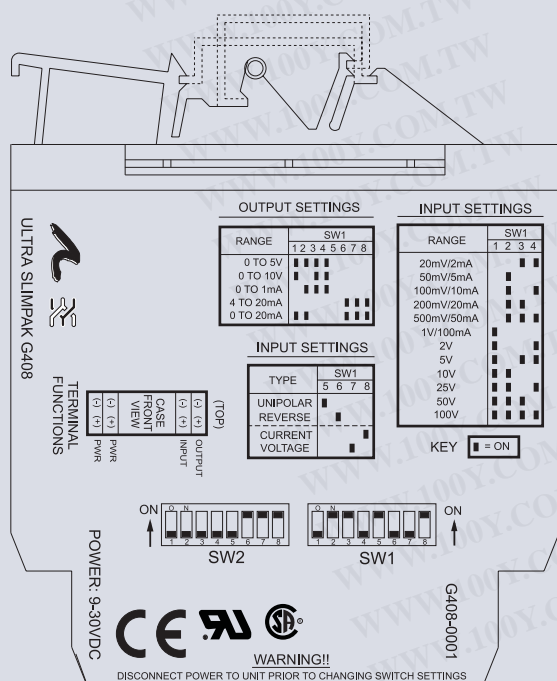 WWW.100Y.COM.TW
OUTPUT SETTINGS
RANGE SW1
1 2 3 4 5 6 7 8
0 TO 5V
0 TO 10V
0 TO 1mA
4 TO 20mA
0 TO 20mA
INPUT SETTINGS
RANGE SW1
1 2 3 4
20mV/2mA
50mV/5mA
100mV/10mA
200mV/20mA
500mV/50mA
1V/100mA
2V
5V
10V
25V
50V
100V
KEY = ON
INPUT SETTINGS
TYPE SW1
5 6 7 8
UNIPOLAR
REVERSE
CURRENT
VOLTAGE
ULTRA SLIMPAK G408
TERMINAL FUNCTIONS
(TOP)
OUTPUT
INPUT
(-) (+)
(-) (+)
CASE FRONT VIEW
(-) (+)
(-) (+)
PWR
PWR
ON
O N
1 2 3 4 5 6 7 8
SW2
O N
1 2 3 4 5 6 7 8
SW1
ON
POWER: 9-30VDC
G408-0001
CE
SA
WARNING!!
DISCONNECT POWER TO UNIT PRIOR TO CHANGING SWITCH SETTINGS